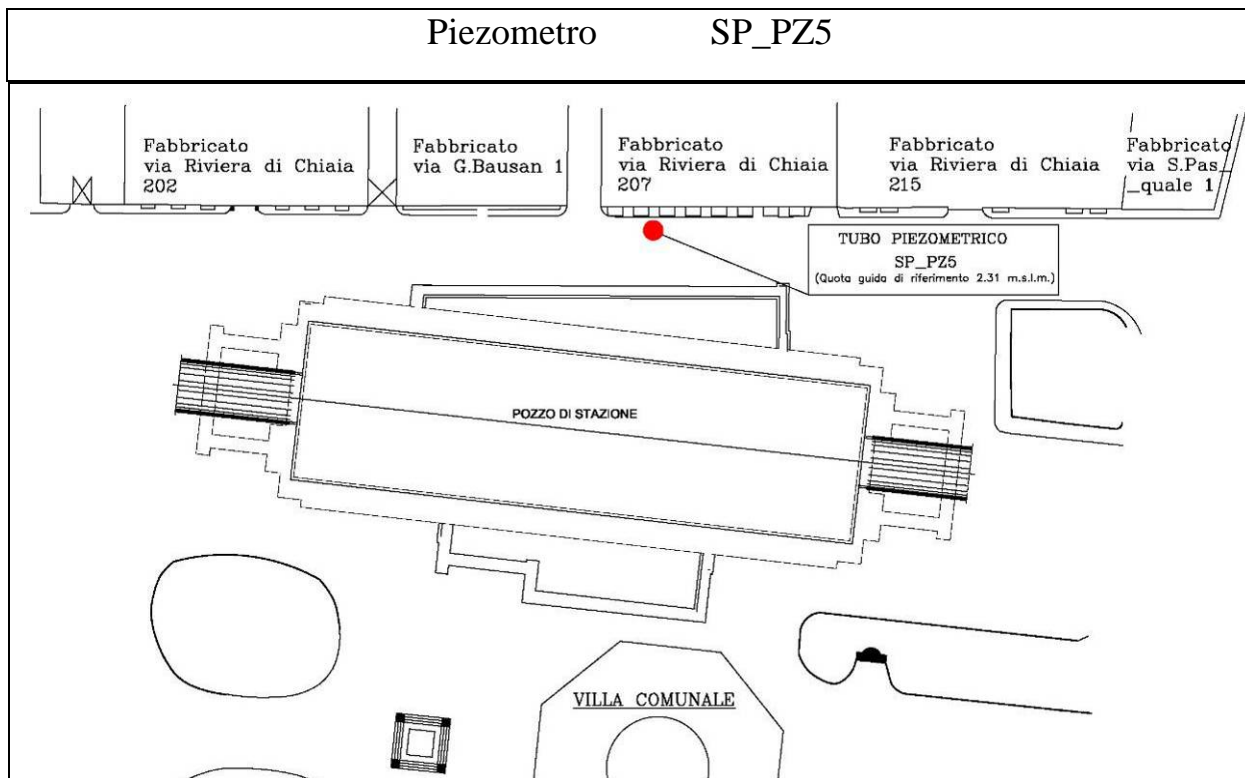 Piezometro SP_PZ5
Fabbricato
via Riviera di Chiaia
202
Fabbricato
via G.Bausan 1
Fabbricato
via Riviera di Chiaia
207
Fabbricato
via Riviera di Chiaia
215
Fabbricato
via S.Pas_
_quale 1
TUBO PIEZOMETRICO
SP_PZ5
(Quota guida di riferimento 2.31 m.s.l.m.)
POZZO DI STAZIONE
VILLA COMUNALE